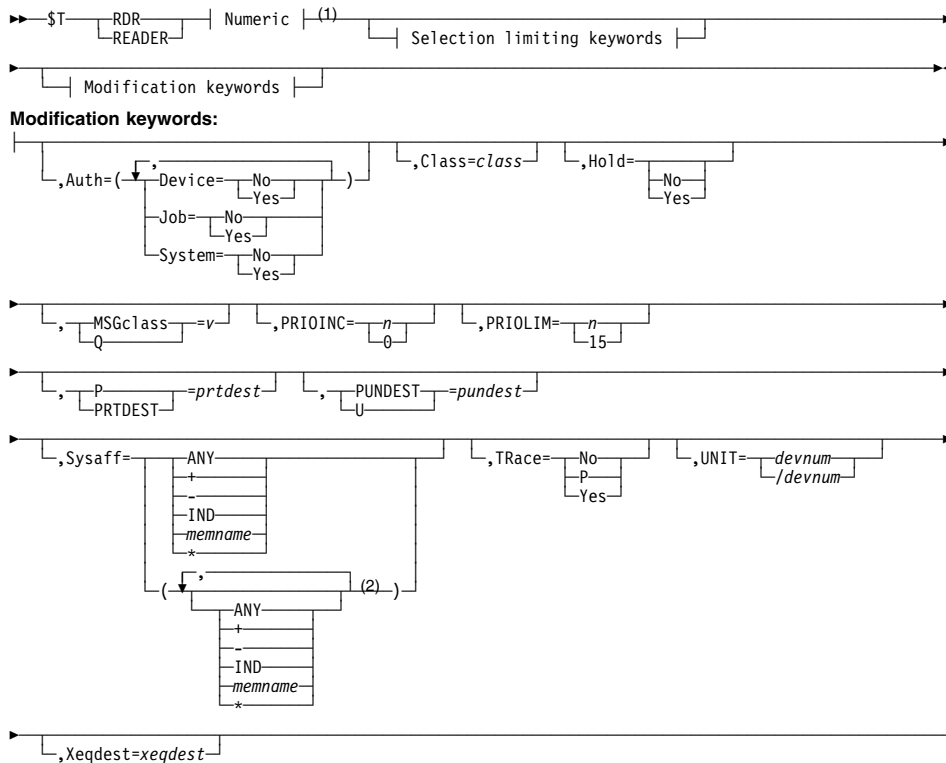 $T RDR Numeric (1)
READER Selection limiting keywords
Modification keywords
Modification keywords:
,
,Auth=( Device= No ) ,Class=class ,Hold=
Yes No
Job= No Yes
Yes
System= No
Yes
, MSGclass =v ,PRIOINC= n ,PRIOLIM= n
Q 0 15
, P =prtdest , PUNDEST =pundest
PRTDEST U
,Sysaff= ANY ,TRace= No ,UNIT= devnum
+ P /devnum
- Yes
IND
memname
*
,
( (2) )
ANY
+
-
IND
memname
*
,Xeqdest=xeqdest